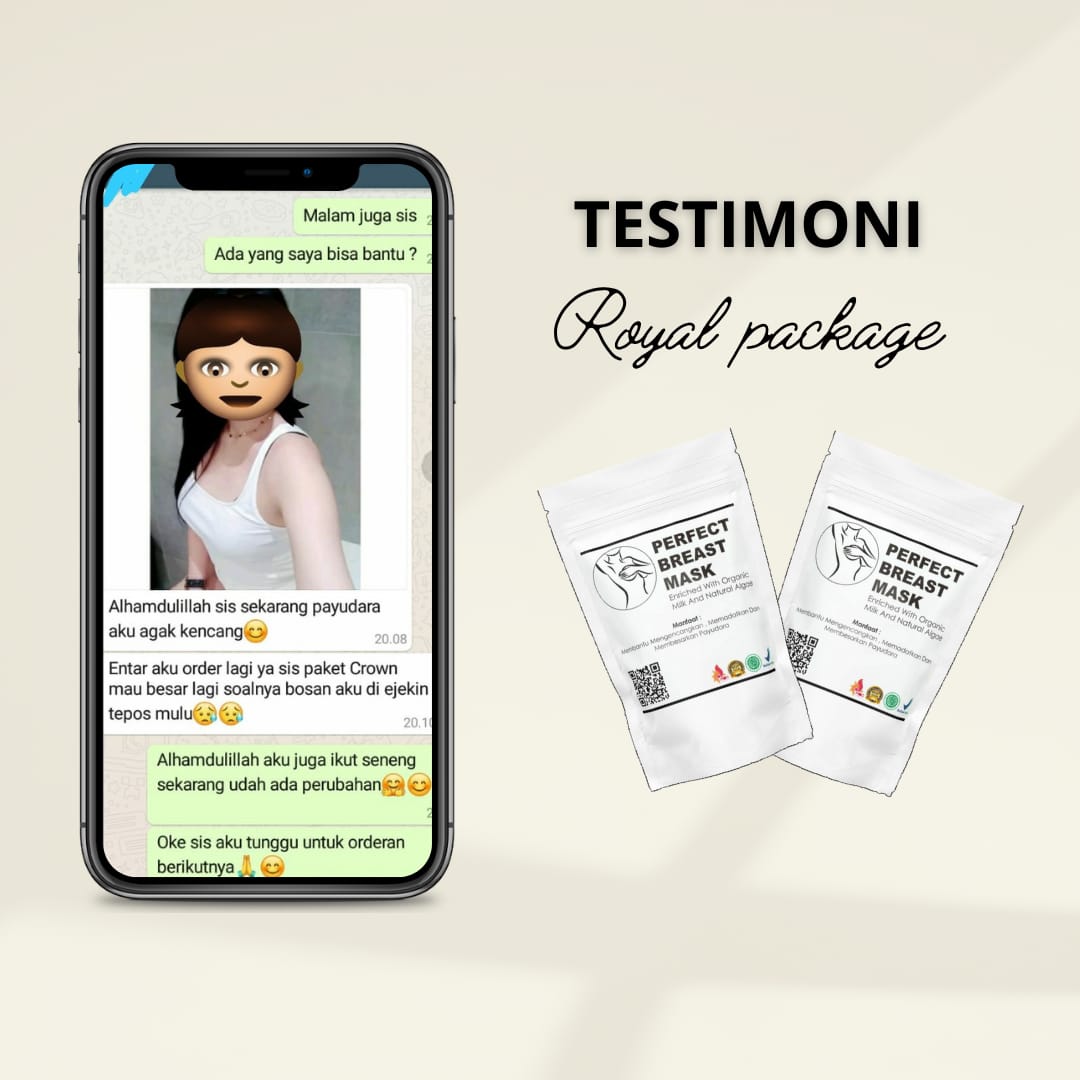 Malam juga sis
Ada yang saya bisa bantu ?
Alhamdulillah sis sekarang payudara
aku agak kencang😊
20.08
Entar aku order lagi ya sis paket Crown
mau besar lagi soalnya bosan aku di ejekin
tepos mulu😥😥
20.10
Alhamdulillah aku juga ikut seneng
sekarang udah ada perubahan🤗😊
Oke sis aku tunggu untuk orderan
berikutnya🙏😊
TESTIMONI
Royal package
PERFECT
BREAST
MASK
Enriched With Organic
Milk And Natural Algae
Manfaat :
Membantu Mengencangkan , Memadatkan Dan
Membesarkan Payudara
PERFECT
BREAST
MASK
Enriched With Organic
Milk And Natural Algae
Manfaat :
Membantu Mengencangkan , Memadatkan Dan
Membesarkan Payudara